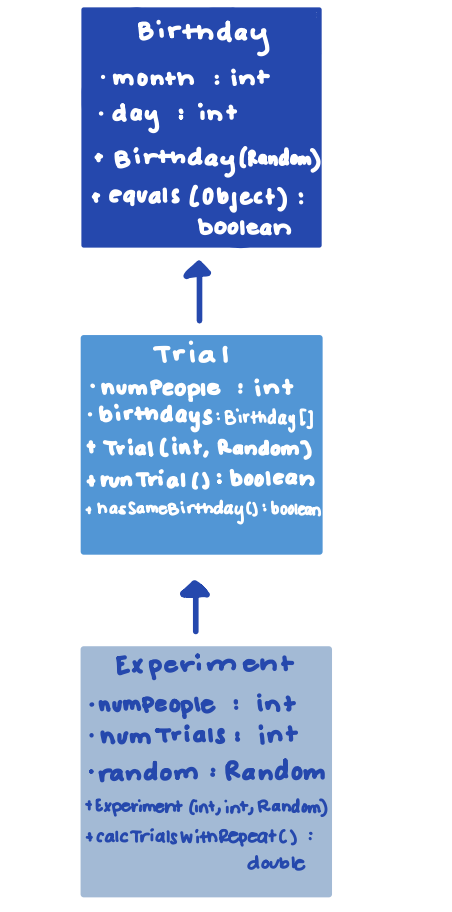 Birthday
· month : int
· day : int
+ Birthday(Random)
+ equals (Object) :
boolean
Trial
· numPeople : int
· birthdays : Birthday[]
+ Trial (int, Random)
+ runTrial() : boolean
+ hasSameBirthday() : boolean
Experiment
· numPeople : int
· numTrials : int
· random : Random
+ Experiment (int, int, Random)
+ calcTrialsWithRepeat() :
double